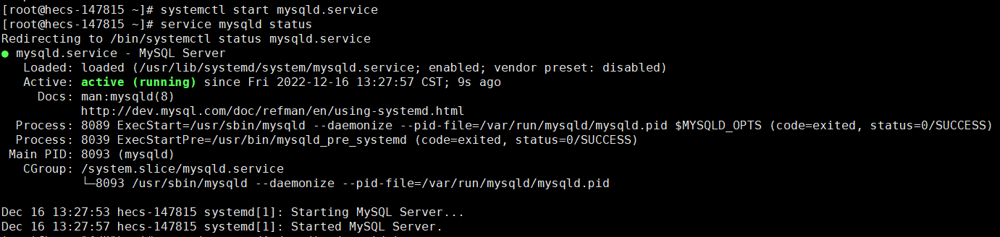 [root@hecs-147815 ~]# systemctl start mysqld.service
[root@hecs-147815 ~]# service mysqld status
Redirecting to /bin/systemctl status mysqld.service
● mysqld.service - MySQL Server
   Loaded: loaded (/usr/lib/systemd/system/mysqld.service; enabled; vendor preset: disabled)
   Active: active (running) since Fri 2022-12-16 13:27:57 CST; 9s ago
     Docs: man:mysqld(8)
           http://dev.mysql.com/doc/refman/en/using-systemd.html
  Process: 8089 ExecStart=/usr/sbin/mysqld --daemonize --pid-file=/var/run/mysqld/mysqld.pid $MYSQLD_OPTS (code=exited, status=0/SUCCESS)
  Process: 8039 ExecStartPre=/usr/bin/mysqld_pre_systemd (code=exited, status=0/SUCCESS)
 Main PID: 8093 (mysqld)
   CGroup: /system.slice/mysqld.service
           └─8093 /usr/sbin/mysqld --daemonize --pid-file=/var/run/mysqld/mysqld.pid
Dec 16 13:27:53 hecs-147815 systemd[1]: Starting MySQL Server...
Dec 16 13:27:57 hecs-147815 systemd[1]: Started MySQL Server.